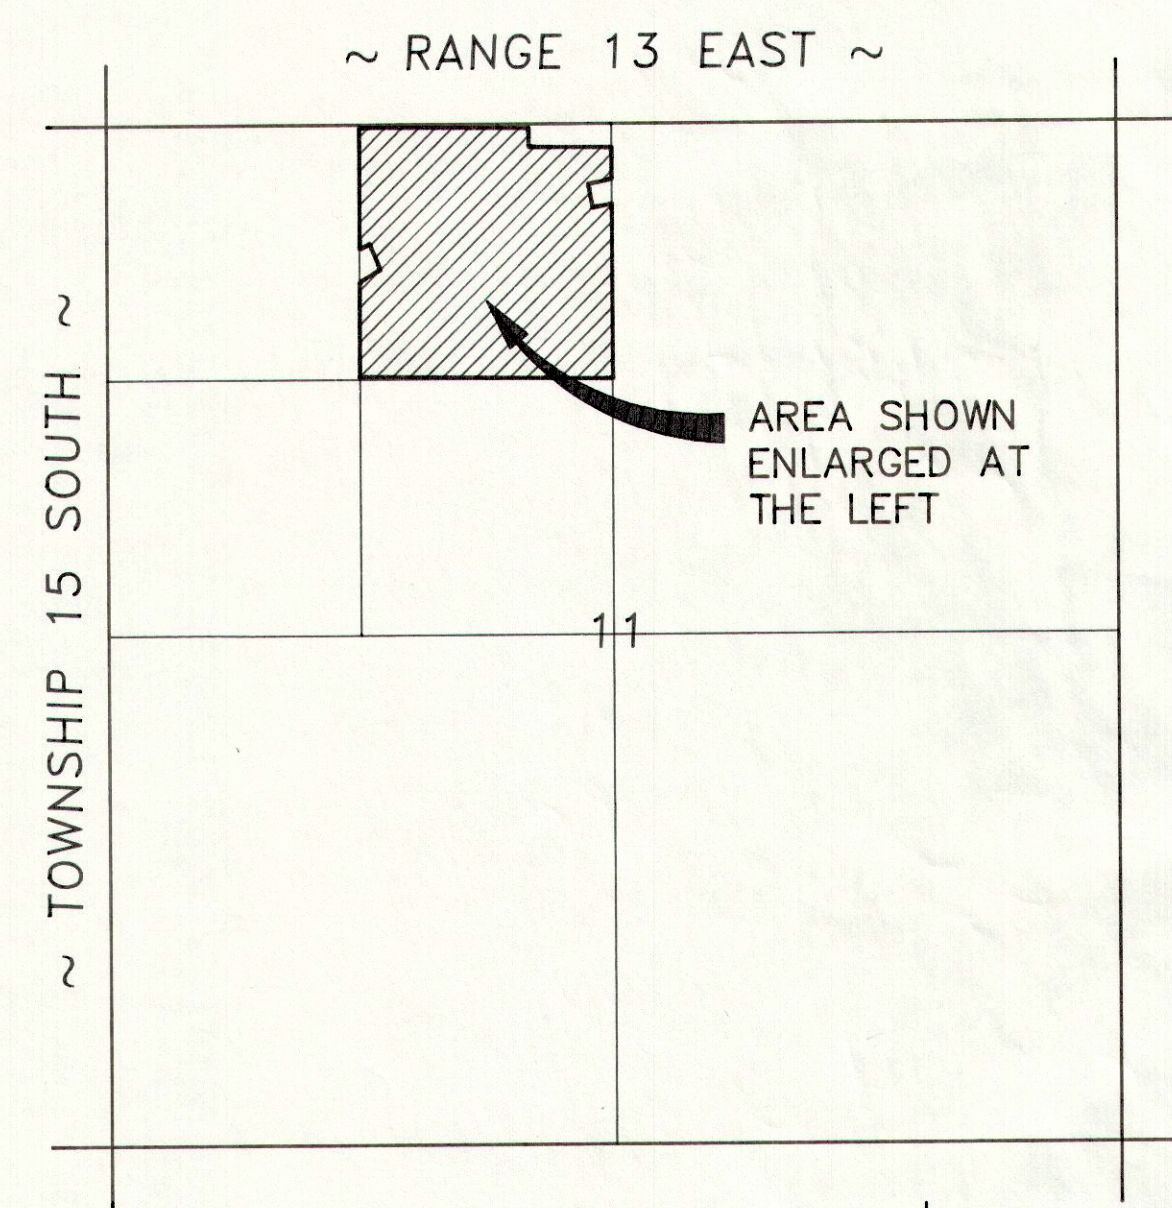 ~ RANGE 13 EAST ~
~ TOWNSHIP 15 SOUTH ~
AREA SHOWN
ENLARGED AT
THE LEFT
11